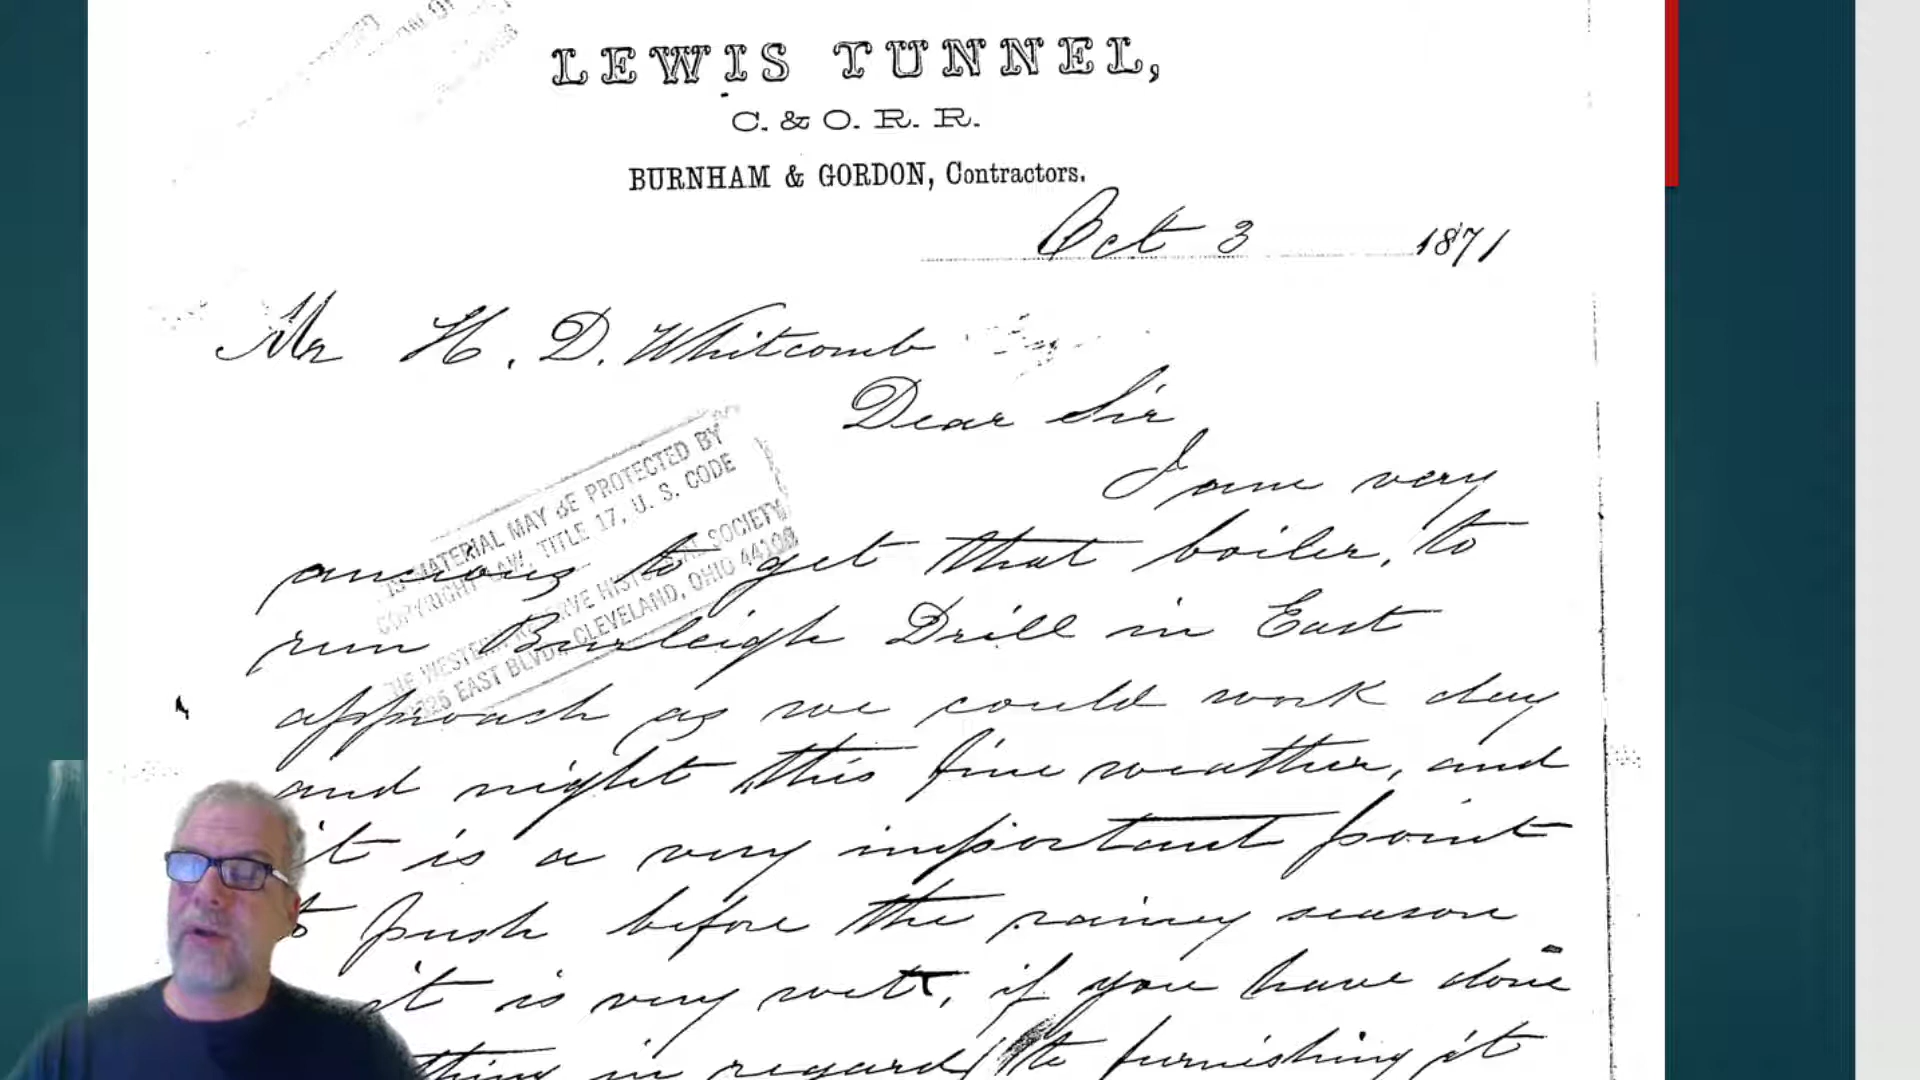 LEWIS TUNNEL,
C. & O. R. R.
BURNHAM & GORDON, Contractors.
Oct 3 1871
Mr H. D. Whitcomb
Dear Sir
I am very
anxious to get that boiler, to
run Burleigh Drill in East
approach as we could work day
and night this fine weather, and
it is a very important point
to push before the rainey season
it is very wett, if you have done
thing in regard to furnishing it
MATERIAL MAY BE PROTECTED BY
COPYRIGHT LAW, TITLE 17, U. S. CODE
WESTERN RESERVE HISTORICAL SOCIETY
EAST BLVD., CLEVELAND, OHIO